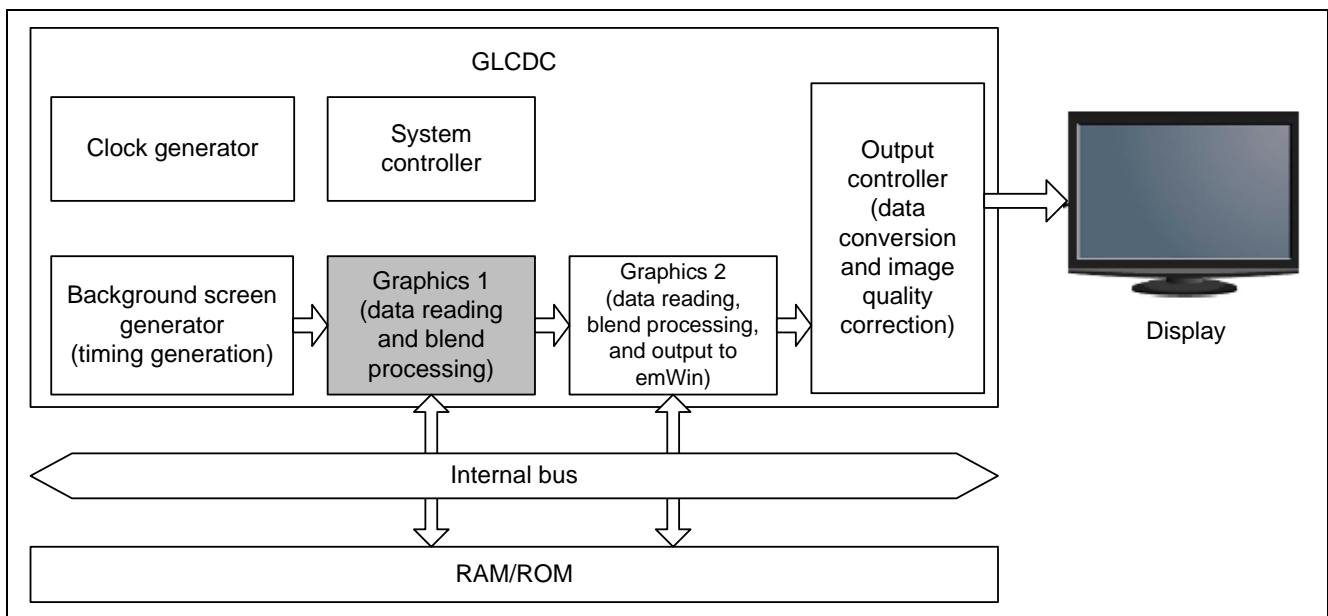 GLCDC
Clock generator
System
controller
Output
controller
(data
conversion
and image
quality
correction)
Background screen
generator
(timing generation)
Graphics 1
(data reading
and blend
processing)
Graphics 2
(data reading,
blend processing,
and output to
emWin)
Display
Internal bus
RAM/ROM